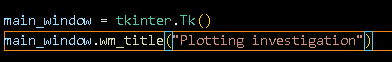 main_window = tkinter.Tk()
main_window.wm_title("Plotting investigation")